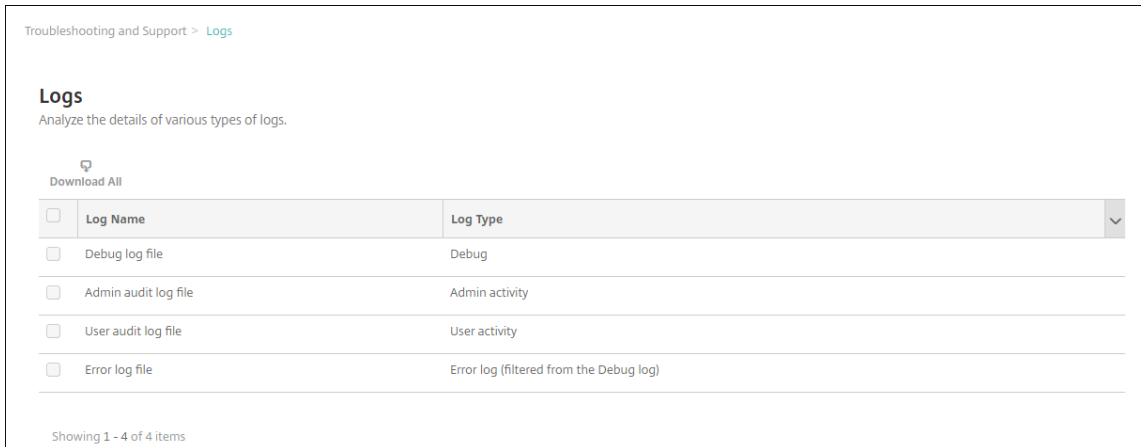 Troubleshooting and Support > Logs
Logs
Analyze the details of various types of logs.
Download All
Log Name Log Type
Debug log file Debug
Admin audit log file Admin activity
User audit log file User activity
Error log file Error log (filtered from the Debug log)
Showing 1 - 4 of 4 items